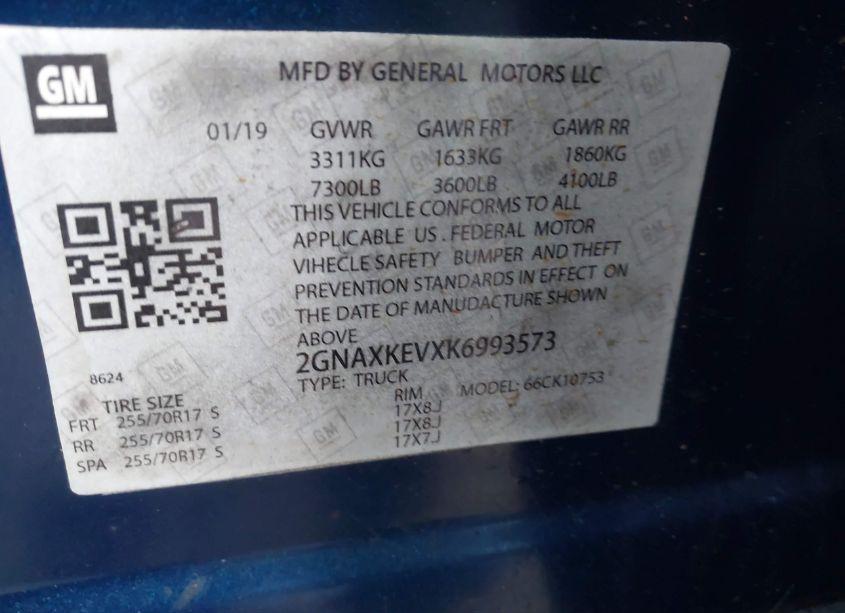 GM
MFD BY GENERAL MOTORS LLC
01/19 GVWR GAWR FRT GAWR RR
3311KG 1633KG 1860KG
7300LB 3600LB 4100LB
THIS VEHICLE CONFORMS TO ALL
APPLICABLE US . FEDERAL MOTOR
VIHECLE SAFETY BUMPER AND THEFT
PREVENTION STANDARDS IN EFFECT ON
THE DATE OF MANUDACTURE SHOWN
ABOVE
2GNAXKEVXK6993573
8624
TYPE: TRUCK MODEL: 66CK10753
TIRE SIZE RIM
FRT 255/70R17 S 17X8J
RR 255/70R17 S 17X8J
SPA 255/70R17 S 17X7J